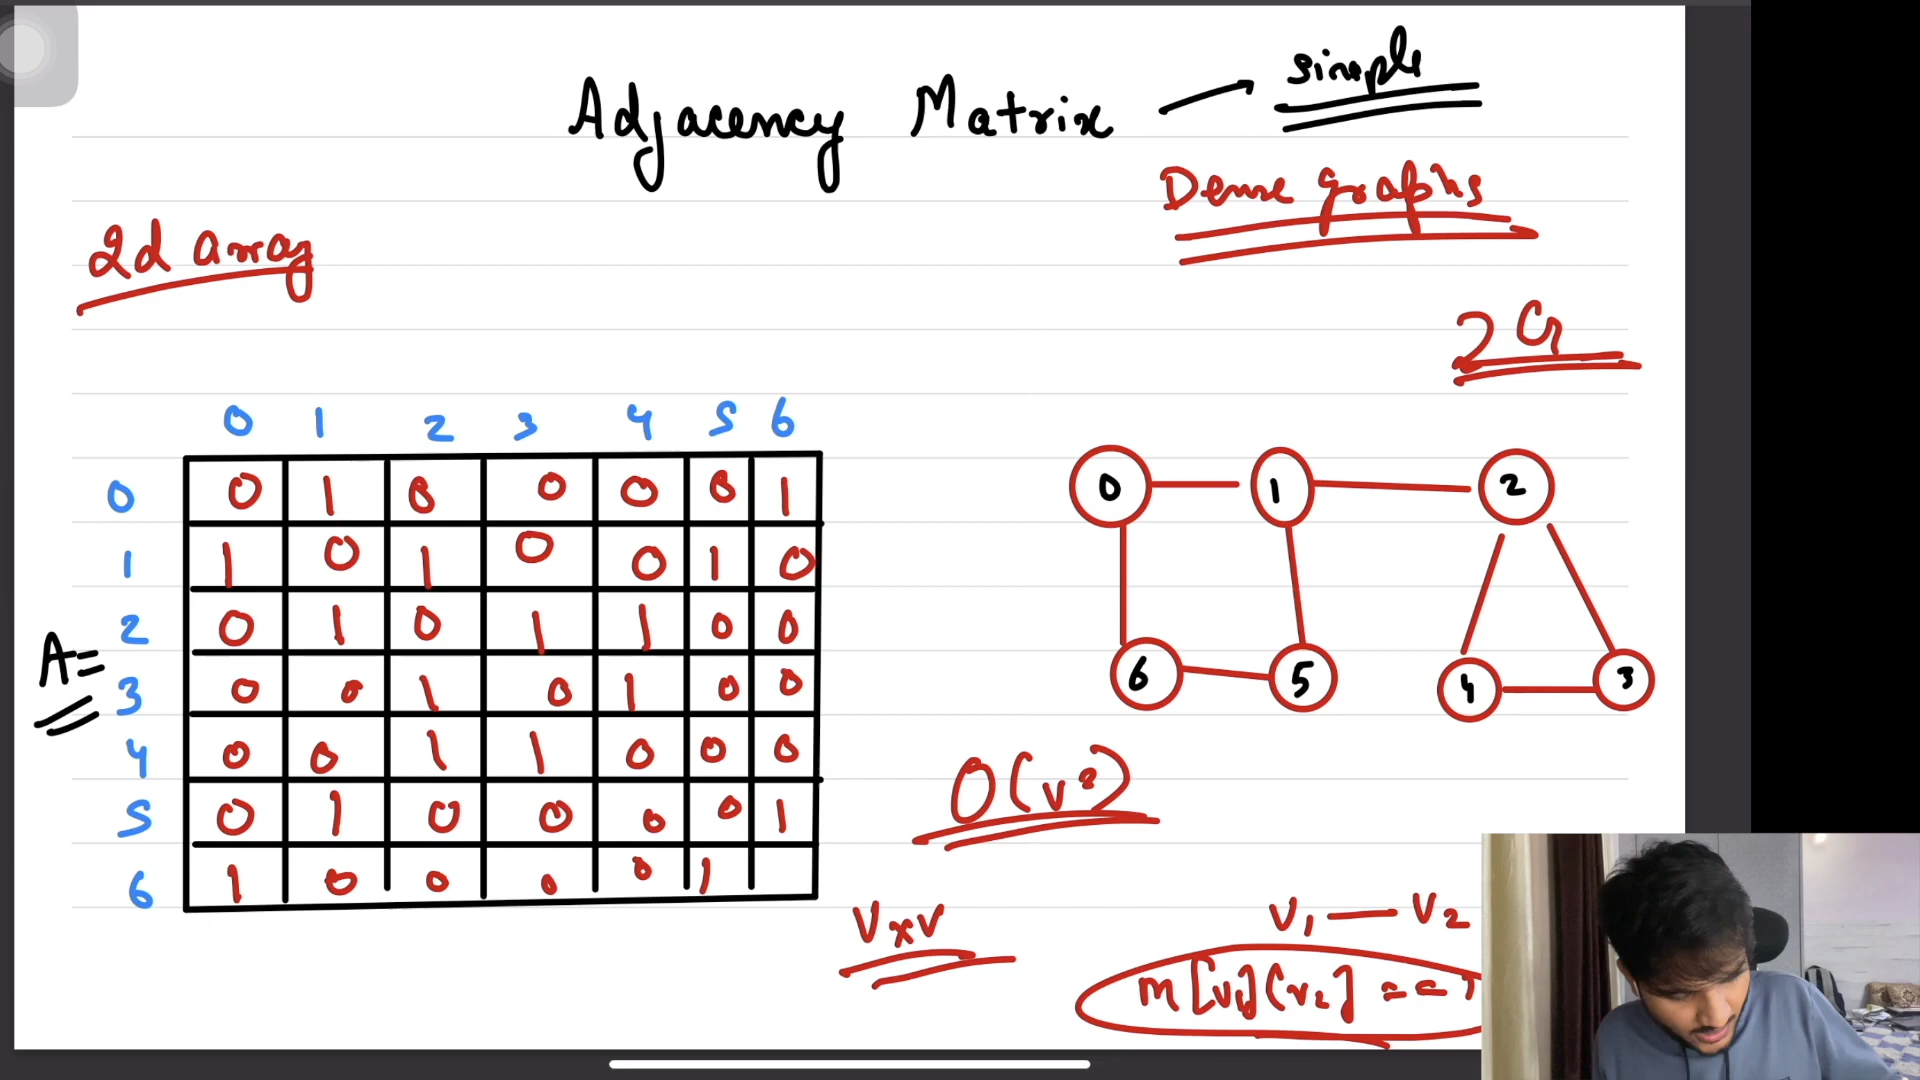 simple
Adjacency Matrix
Dense graphs
2d array
0 1 2 3 4 5 6
0 0 1 0 0 0 0 1
1 1 0 1 0 0 1 0
2 0 1 0 1 1 0 0
A=
3 0 0 1 0 1 0 0
4 0 0 1 1 0 0 0
5 0 1 0 0 0 0 1
6 1 0 0 0 0 1
0 1 2
6 5 4 3
O(v²)
V×V
V1 — V2
m[v1][v2] ==